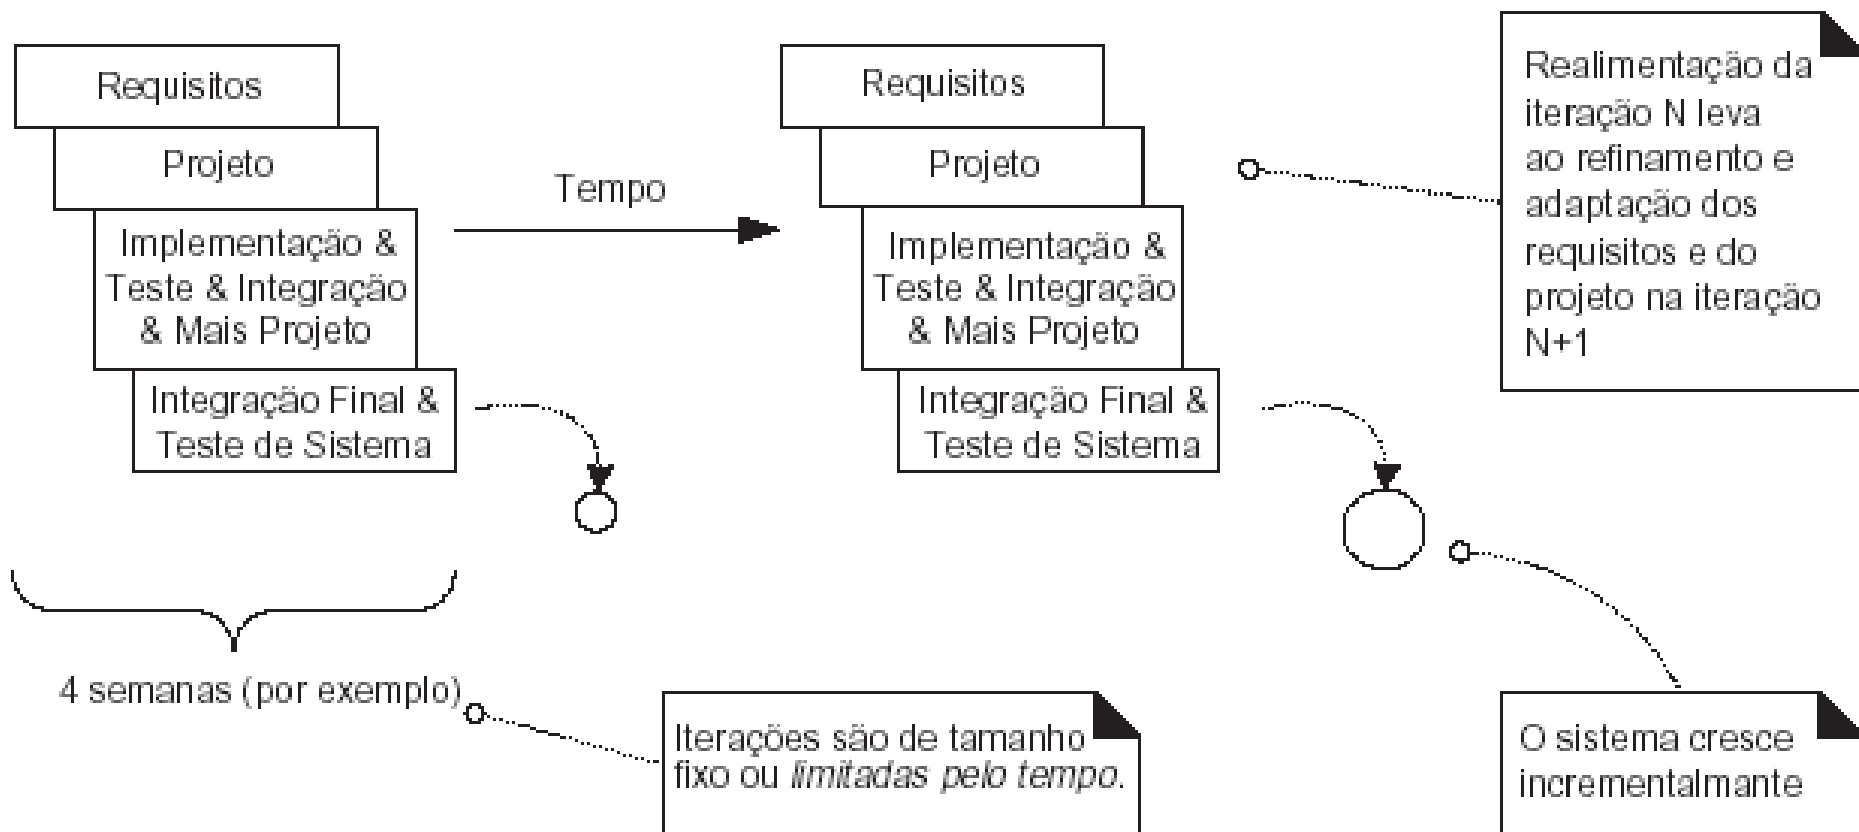 Requisitos
Projeto
Implementação &
Teste & Integração
& Mais Projeto
Integração Final &
Teste de Sistema
Tempo
Requisitos
Projeto
Implementação &
Teste & Integração
& Mais Projeto
Integração Final &
Teste de Sistema
Realimentação da
iteração N leva
ao refinamento e
adaptação dos
requisitos e do
projeto na iteração
N+1
4 semanas (por exemplo)
Iterações são de tamanho
fixo ou limitadas pelo tempo.
O sistema cresce
incrementalmante